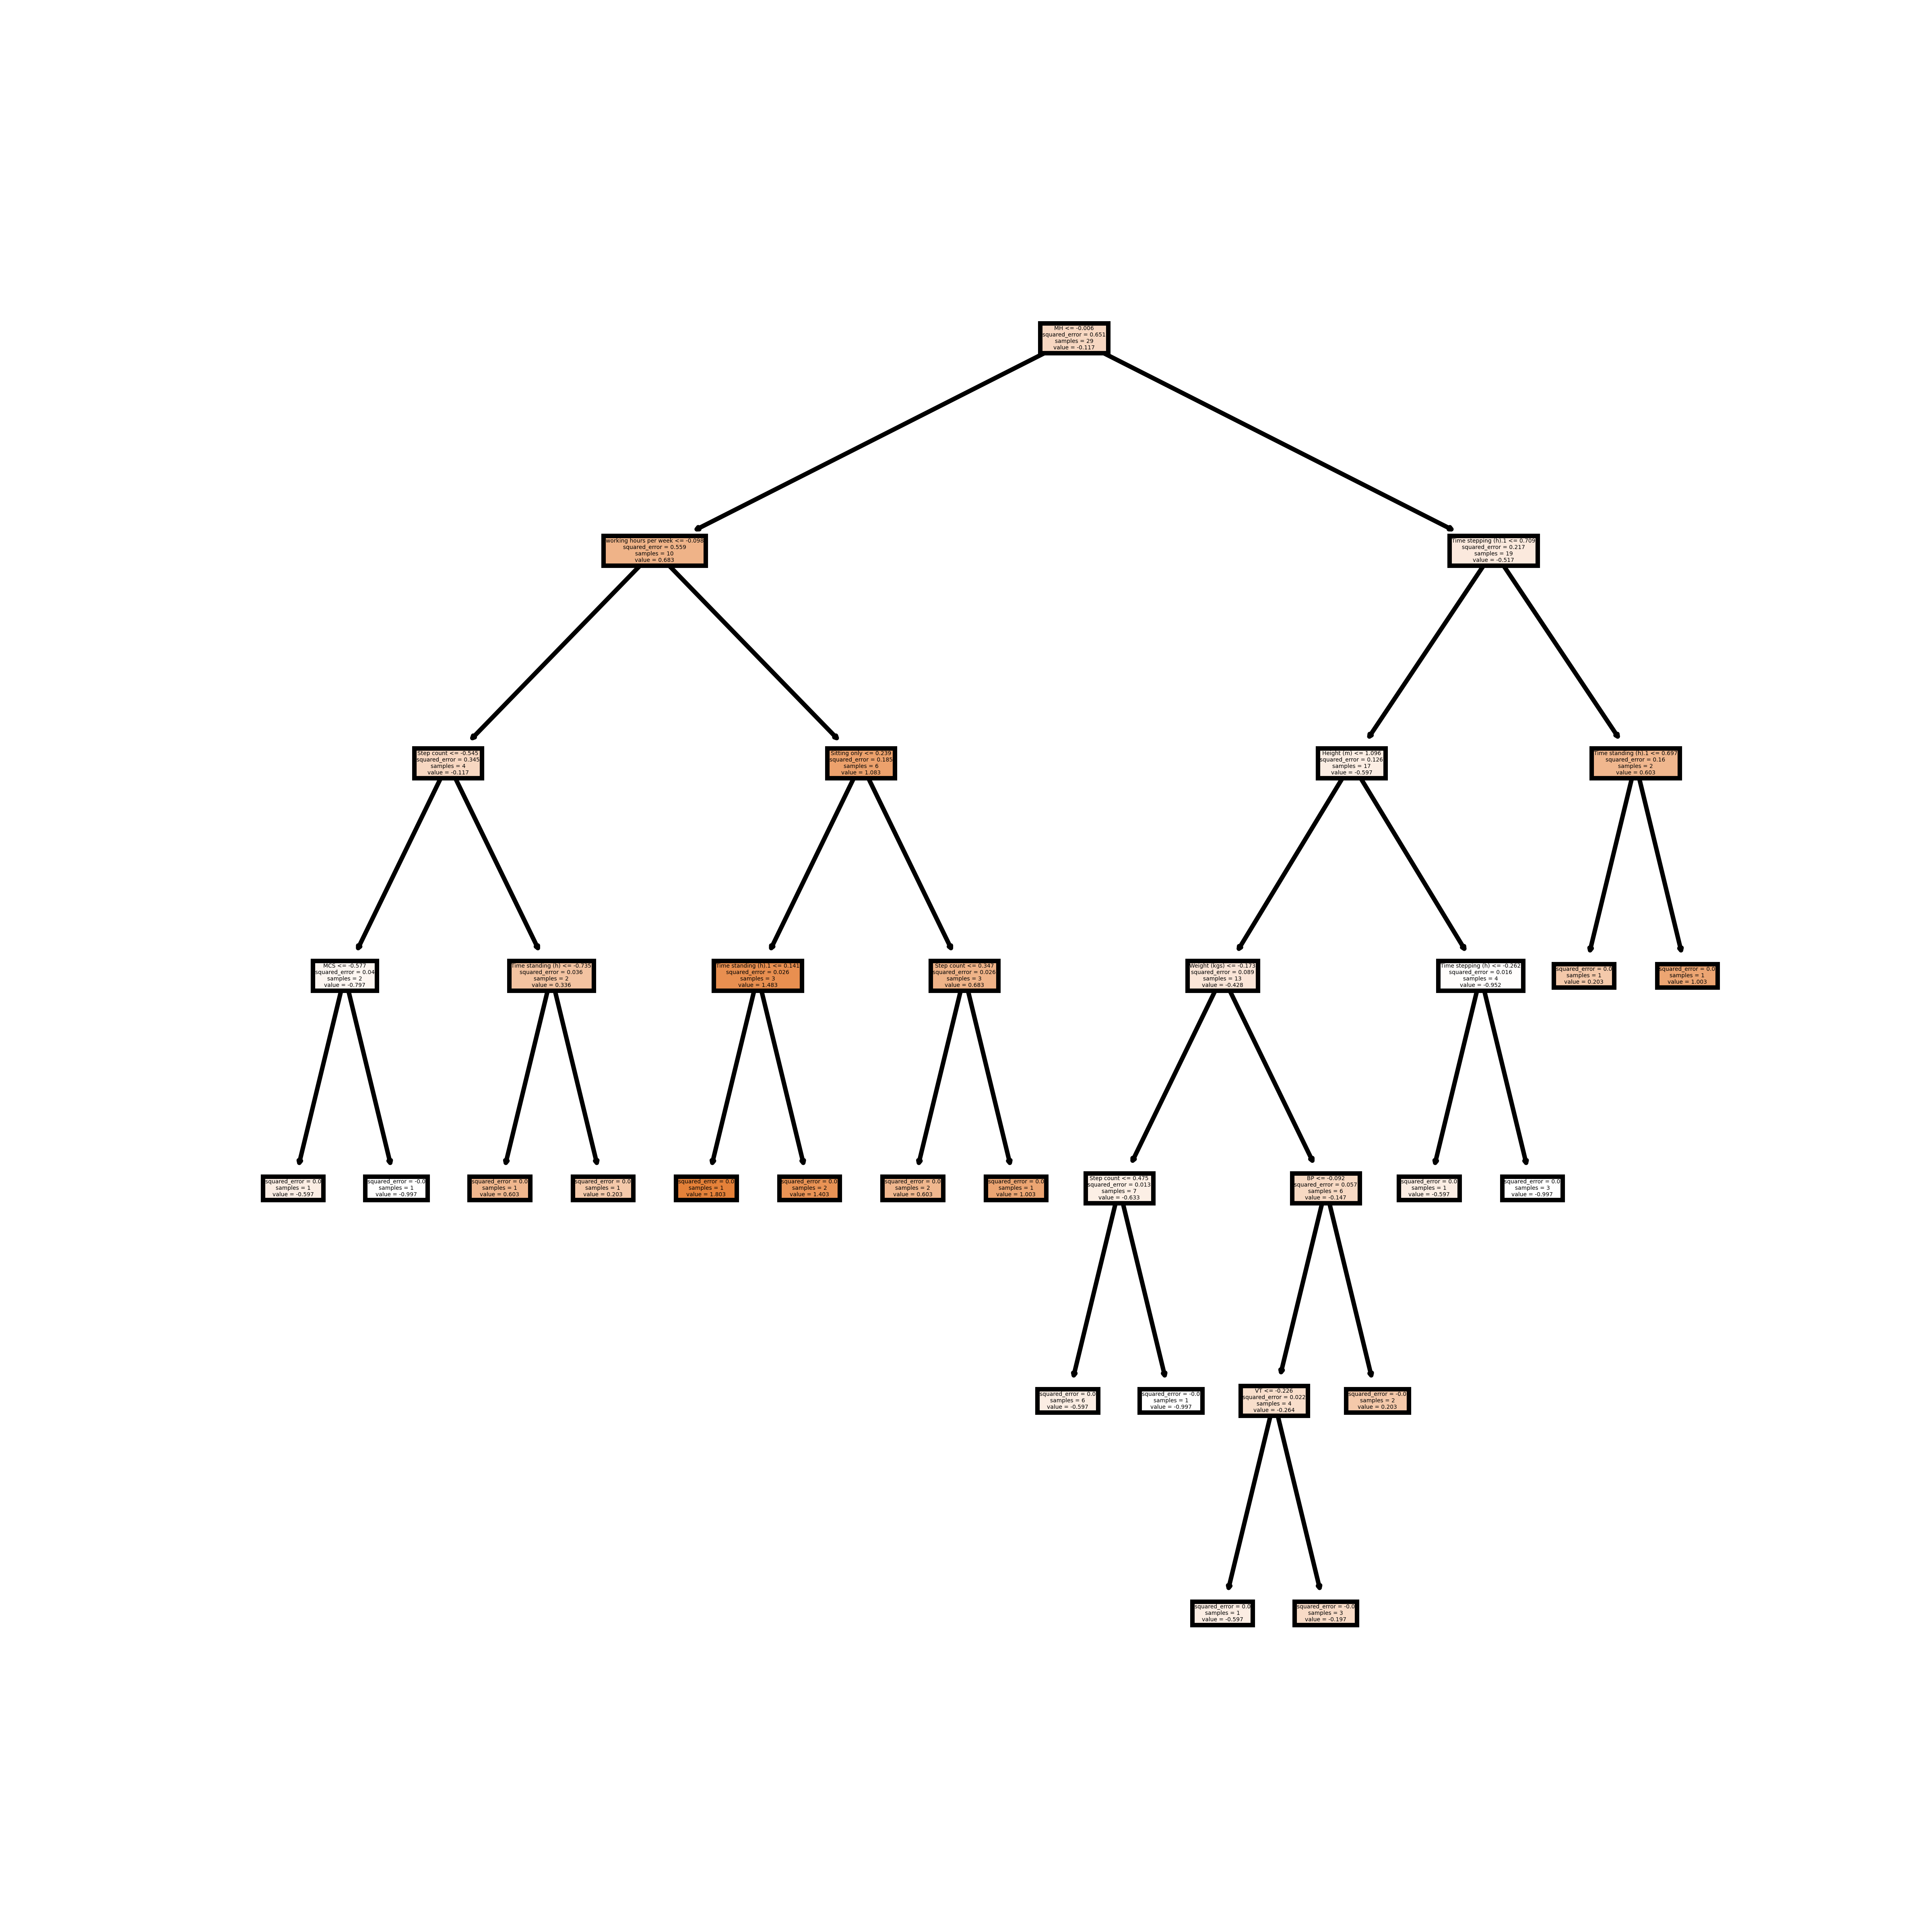 MH <= -0.006
squared_error = 0.651
samples = 29
value = -0.117
working hours per week <= -0.098
squared_error = 0.559
samples = 10
value = 0.683
Time stepping (h).1 <= 0.709
squared_error = 0.217
samples = 19
value = -0.517
Step count <= -0.545
squared_error = 0.345
samples = 4
value = -0.117
Sitting only <= 0.239
squared_error = 0.185
samples = 6
value = 1.083
Height (m) <= 1.096
squared_error = 0.126
samples = 17
value = -0.597
Time standing (h).1 <= 0.697
squared_error = 0.16
samples = 2
value = 0.603
MCS <= -0.577
squared_error = 0.04
samples = 2
value = -0.797
Time standing (h) <= -0.735
squared_error = 0.036
samples = 2
value = 0.336
Time standing (h).1 <= 0.141
squared_error = 0.026
samples = 3
value = 1.483
Step count <= 0.347
squared_error = 0.026
samples = 3
value = 0.683
Weight (kgs) <= -0.173
squared_error = 0.089
samples = 13
value = -0.428
Time stepping (h) <= -0.262
squared_error = 0.016
samples = 4
value = -0.952
squared_error = 0.0
samples = 1
value = 0.203
squared_error = 0.0
samples = 1
value = 1.003
squared_error = 0.0
samples = 1
value = -0.597
squared_error = -0.0
samples = 1
value = -0.997
squared_error = 0.0
samples = 1
value = 0.603
squared_error = 0.0
samples = 1
value = 0.203
squared_error = 0.0
samples = 1
value = 1.803
squared_error = 0.0
samples = 2
value = 1.403
squared_error = 0.0
samples = 2
value = 0.603
squared_error = 0.0
samples = 1
value = 1.003
Step count <= 0.475
squared_error = 0.013
samples = 7
value = -0.633
BP <= -0.092
squared_error = 0.057
samples = 6
value = -0.147
squared_error = 0.0
samples = 1
value = -0.597
squared_error = 0.0
samples = 3
value = -0.997
squared_error = 0.0
samples = 6
value = -0.597
squared_error = -0.0
samples = 1
value = -0.997
VT <= -0.226
squared_error = 0.022
samples = 4
value = -0.264
squared_error = -0.0
samples = 2
value = 0.203
squared_error = 0.0
samples = 1
value = -0.597
squared_error = -0.0
samples = 3
value = -0.197